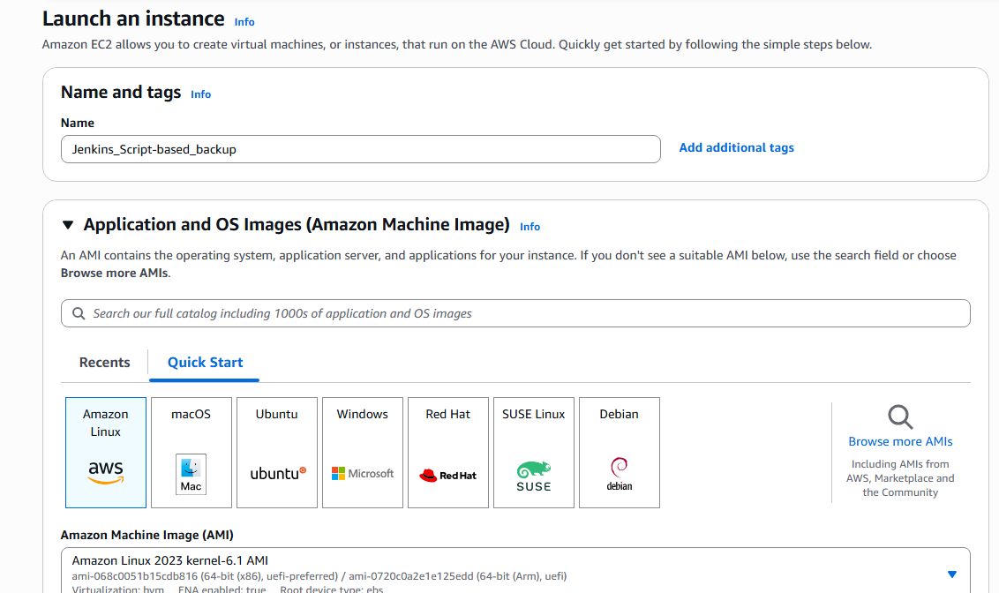 Launch an instance Info
Amazon EC2 allows you to create virtual machines, or instances, that run on the AWS Cloud. Quickly get started by following the simple steps below.
Name and tags Info
Name
Jenkins_Script-based_backup
Add additional tags
Application and OS Images (Amazon Machine Image) Info
An AMI contains the operating system, application server, and applications for your instance. If you don't see a suitable AMI below, use the search field or choose
Browse more AMIs.
Search our full catalog including 1000s of application and OS images
Recents
Quick Start
Amazon
Linux
aws
macOS
Mac
Ubuntu
ubuntu
Windows
Microsoft
Red Hat
Red Hat
SUSE Linux
SUSE
Debian
debian
Browse more AMIs
Including AMIs from
AWS, Marketplace and
the Community
Amazon Machine Image (AMI)
Amazon Linux 2023 kernel-6.1 AMI
ami-068c0051b15cdb816 (64-bit (x86), uefi-preferred) / ami-0720c0a2e1e125edd (64-bit (Arm), uefi)
Virtualization: hvm ENA enabled: true Root device type: ebs